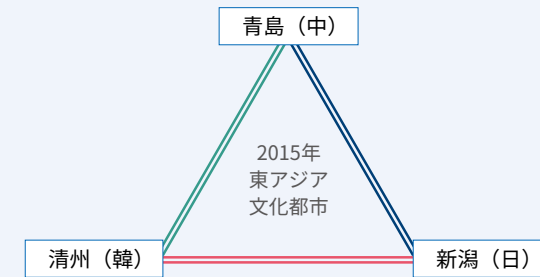 青島（中）
2015年
東アジア
文化都市
清州（韓）
新潟（日）